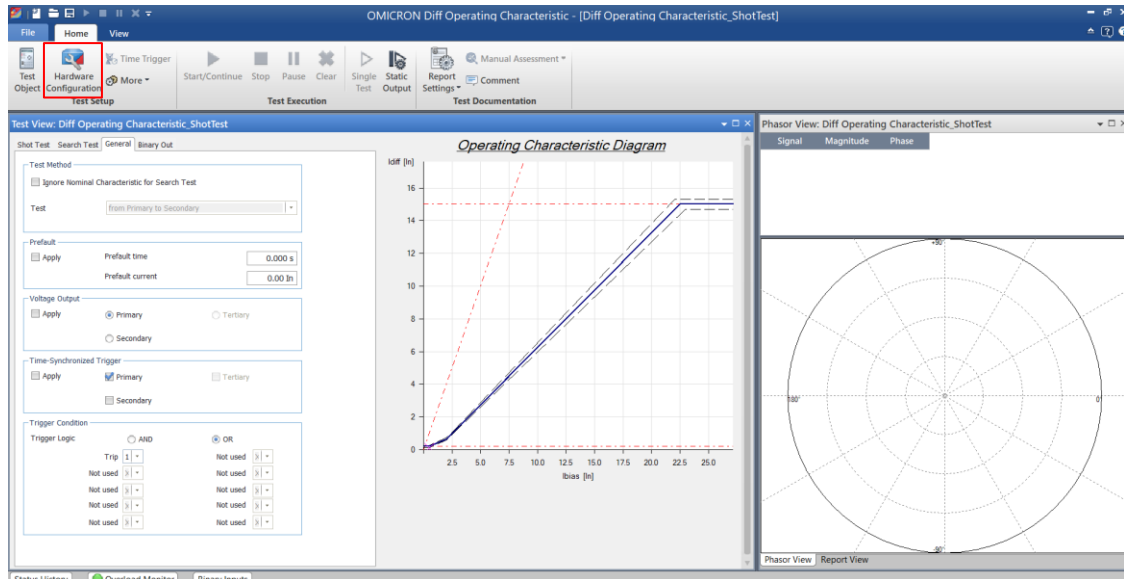 OMICRON Diff Operating Characteristic - [Diff Operating Characteristic_ShotTest]
File Home View
Test Object
Hardware Configuration
Time Trigger
More
Test Setup
Start/Continue Stop Pause Clear
Single Test
Static Output
Test Execution
Report Settings
Manual Assessment
Comment
Test Documentation
Test View: Diff Operating Characteristic_ShotTest
Shot Test Search Test General Binary Out
Test Method
Ignore Nominal Characteristic for Search Test
Test from Primary to Secondary
Prefault
Apply Prefault time 0.000 s
Prefault current 0.00 In
Voltage Output
Apply Primary Tertiary
Secondary
Time-Synchronized Trigger
Apply Primary Tertiary
Secondary
Trigger Condition
Trigger Logic AND OR
Trip 1 Not used X
Not used X Not used X
Not used X Not used X
Not used X Not used X
Not used X Not used X
Operating Characteristic Diagram
Idiff [In]
16
14
12
10
8
6
4
2
0
2.5 5.0 7.5 10.0 12.5 15.0 17.5 20.0 22.5 25.0
Ibias [In]
Phasor View: Diff Operating Characteristic_ShotTest
Signal Magnitude Phase
+90°
180° 0°
-90°
Phasor View Report View
Status History Overload Monitor Binary Inputs